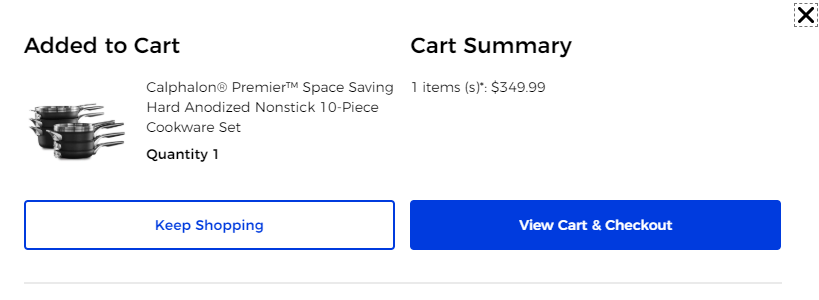 Added to Cart
Calphalon® Premier™ Space Saving
Hard Anodized Nonstick 10-Piece
Cookware Set
Quantity 1
Cart Summary
1 items (s)*: $349.99
Keep Shopping
View Cart & Checkout